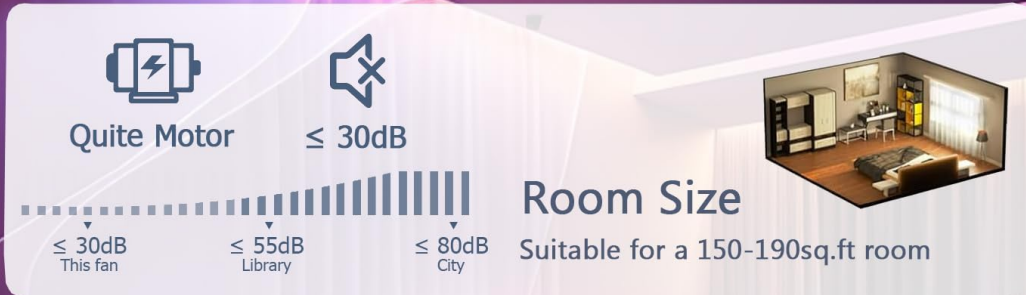 Quite Motor
≤ 30dB
≤ 30dB
This fan
≤ 55dB
Library
≤ 80dB
City
Room Size
Suitable for a 150-190sq.ft room